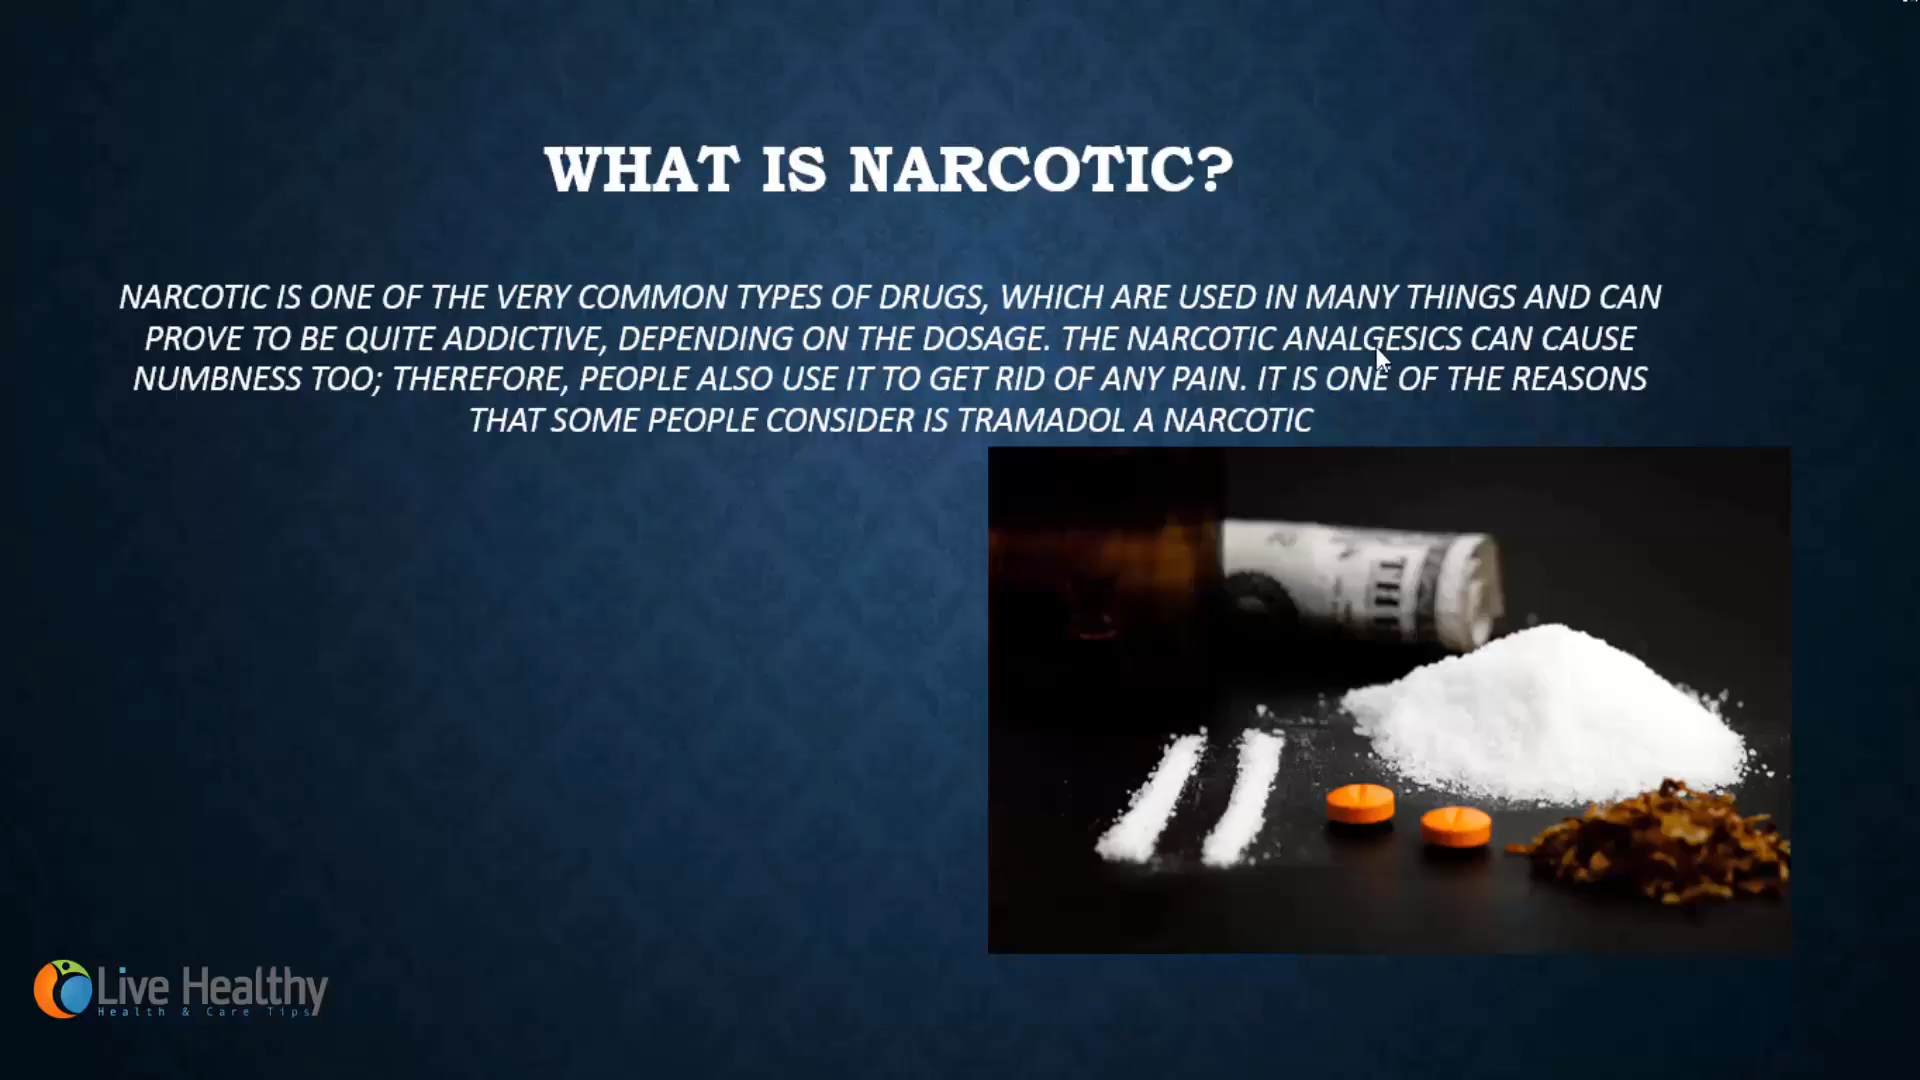 WHAT IS NARCOTIC?
NARCOTIC IS ONE OF THE VERY COMMON TYPES OF DRUGS, WHICH ARE USED IN MANY THINGS AND CAN
PROVE TO BE QUITE ADDICTIVE, DEPENDING ON THE DOSAGE. THE NARCOTIC ANALGESICS CAN CAUSE
NUMBNESS TOO; THEREFORE, PEOPLE ALSO USE IT TO GET RID OF ANY PAIN. IT IS ONE OF THE REASONS
THAT SOME PEOPLE CONSIDER IS TRAMADOL A NARCOTIC
THI
Live Healthy
Health & Care Tips